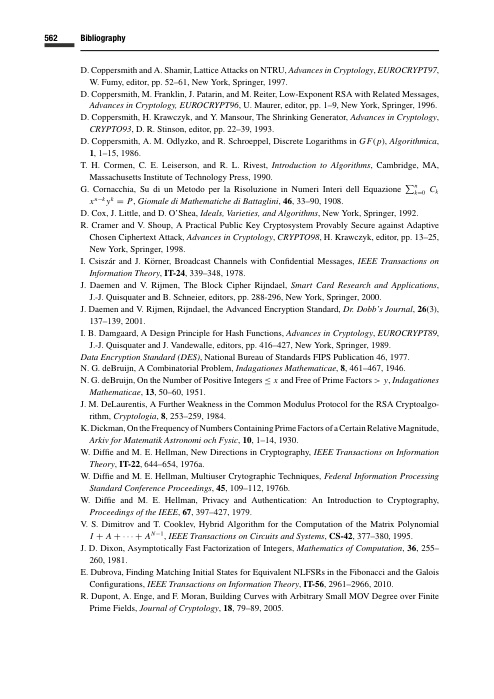 562 Bibliography
D. Coppersmith and A. Shamir, Lattice Attacks on NTRU, Advances in Cryptology, EUROCRYPT97,
W. Fumy, editor, pp. 52–61, New York, Springer, 1997.
D. Coppersmith, M. Franklin, J. Patarin, and M. Reiter, Low-Exponent RSA with Related Messages,
Advances in Cryptology, EUROCRYPT96, U. Maurer, editor, pp. 1–9, New York, Springer, 1996.
D. Coppersmith, H. Krawczyk, and Y. Mansour, The Shrinking Generator, Advances in Cryptology,
CRYPTO93, D. R. Stinson, editor, pp. 22–39, 1993.
D. Coppersmith, A. M. Odlyzko, and R. Schroeppel, Discrete Logarithms in GF(p), Algorithmica,
1, 1–15, 1986.
T. H. Cormen, C. E. Leiserson, and R. L. Rivest, Introduction to Algorithms, Cambridge, MA,
Massachusetts Institute of Technology Press, 1990.
G. Cornacchia, Su di un Metodo per la Risoluzione in Numeri Interi dell Equazione ∑ⁿₖ₌₀ Cₖ
xⁿ⁻ᵏyᵏ = P, Giomale di Mathematiche di Battaglini, 46, 33–90, 1908.
D. Cox, J. Little, and D. O'Shea, Ideals, Varieties, and Algorithms, New York, Springer, 1992.
R. Cramer and V. Shoup, A Practical Public Key Cryptosystem Provably Secure against Adaptive
Chosen Ciphertext Attack, Advances in Cryptology, CRYPTO98, H. Krawczyk, editor, pp. 13–25,
New York, Springer, 1998.
I. Csiszár and J. Körner, Broadcast Channels with Confidential Messages, IEEE Transactions on
Information Theory, IT-24, 339–348, 1978.
J. Daemen and V. Rijmen, The Block Cipher Rijndael, Smart Card Research and Applications,
J.-J. Quisquater and B. Schneier, editors, pp. 288-296, New York, Springer, 2000.
J. Daemen and V. Rijmen, Rijndael, the Advanced Encryption Standard, Dr. Dobb's Journal, 26(3),
137–139, 2001.
I. B. Damgaard, A Design Principle for Hash Functions, Advances in Cryptology, EUROCRYPT89,
J.-J. Quisquater and J. Vandewalle, editors, pp. 416–427, New York, Springer, 1989.
Data Encryption Standard (DES), National Bureau of Standards FIPS Publication 46, 1977.
N. G. deBruijn, A Combinatorial Problem, Indagationes Mathematicae, 8, 461–467, 1946.
N. G. deBruijn, On the Number of Positive Integers ≤ x and Free of Prime Factors > y, Indagationes
Mathematicae, 13, 50–60, 1951.
J. M. DeLaurentis, A Further Weakness in the Common Modulus Protocol for the RSA Cryptoalgo-
rithm, Cryptologia, 8, 253–259, 1984.
K. Dickman, On the Frequency of Numbers Containing Prime Factors of a Certain Relative Magnitude,
Arkiv for Matematik Astronomi och Fysic, 10, 1–14, 1930.
W. Diffie and M. E. Hellman, New Directions in Cryptography, IEEE Transactions on Information
Theory, IT-22, 644–654, 1976a.
W. Diffie and M. E. Hellman, Multiuser Crytographic Techniques, Federal Information Processing
Standard Conference Proceedings, 45, 109–112, 1976b.
W. Diffie and M. E. Hellman, Privacy and Authentication: An Introduction to Cryptography,
Proceedings of the IEEE, 67, 397–427, 1979.
V. S. Dimitrov and T. Cooklev, Hybrid Algorithm for the Computation of the Matrix Polynomial
I + A + · · · + Aᴺ⁻¹, IEEE Transactions on Circuits and Systems, CS-42, 377–380, 1995.
J. D. Dixon, Asymptotically Fast Factorization of Integers, Mathematics of Computation, 36, 255–
260, 1981.
E. Dubrova, Finding Matching Initial States for Equivalent NLFSRs in the Fibonacci and the Galois
Configurations, IEEE Transactions on Information Theory, IT-56, 2961–2966, 2010.
R. Dupont, A. Enge, and F. Moran, Building Curves with Arbitrary Small MOV Degree over Finite
Prime Fields, Journal of Cryptology, 18, 79–89, 2005.